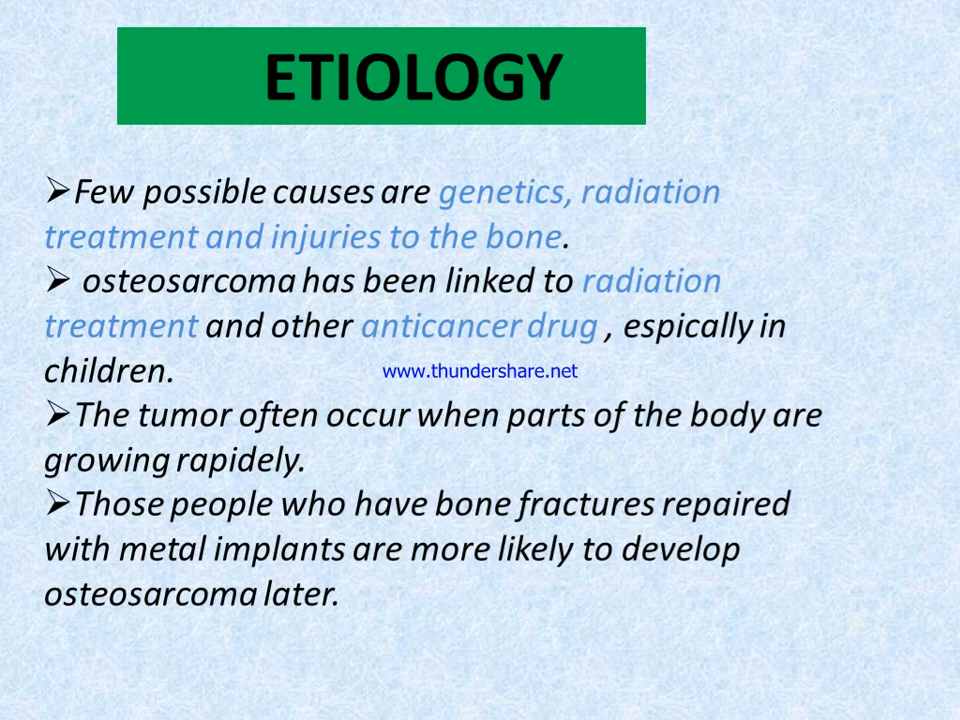 ETIOLOGY
➢Few possible causes are genetics, radiation
treatment and injuries to the bone.
➢ osteosarcoma has been linked to radiation
treatment and other anticancer drug , espically in
children.
www.thundershare.net
➢The tumor often occur when parts of the body are
growing rapidely.
➢Those people who have bone fractures repaired
with metal implants are more likely to develop
osteosarcoma later.